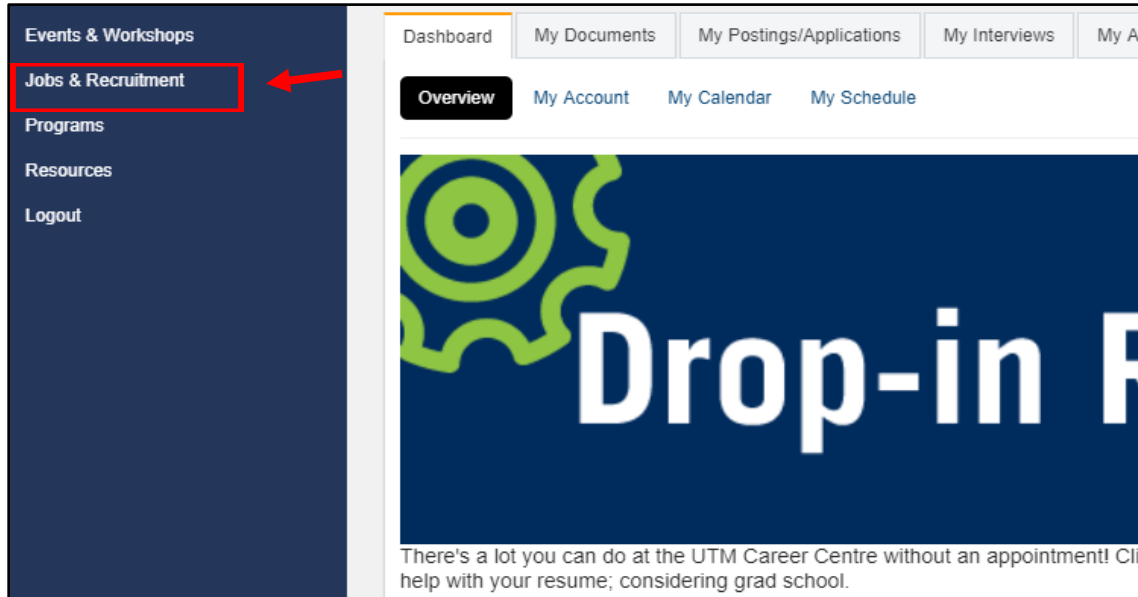 Events & Workshops
Jobs & Recruitment
Programs
Resources
Logout
Dashboard
My Documents
My Postings/Applications
My Interviews
My A
Overview
My Account
My Calendar
My Schedule
Drop-in R
There's a lot you can do at the UTM Career Centre without an appointment! Cli
help with your resume; considering grad school.